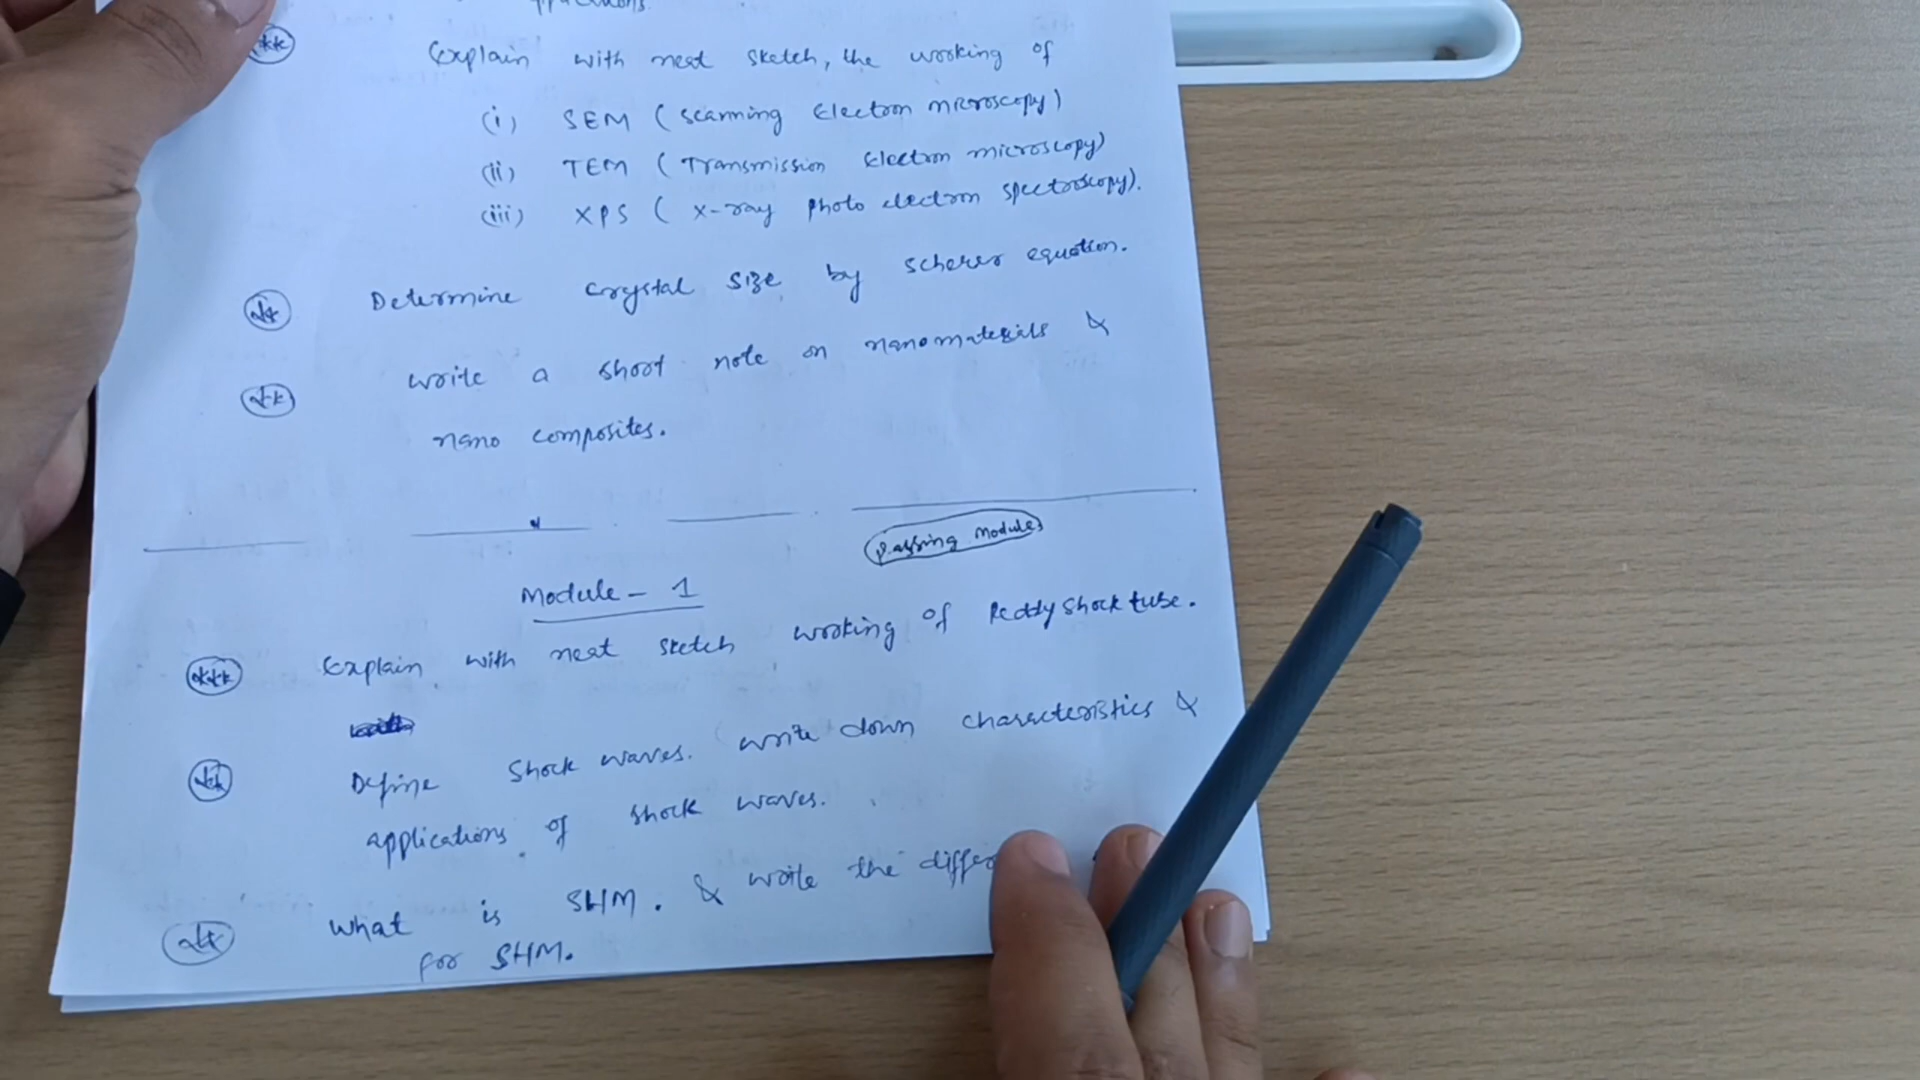 Explain with neat sketch, the working of
(i) SEM (Scanning Electron microscopy)
(ii) TEM (Transmission Electron microscopy)
(iii) XPS (X-ray photo electron spectroscopy).
Determine crystal size by scherer equation.
write a short note on nanomaterials &
nano composites.
Passing Modules
Module - 1
Explain with neat sketch working of Reddy shock tube.
Define shock waves. write down characteristics &
applications of shock waves.
What is SHM. & write the
for SHM.